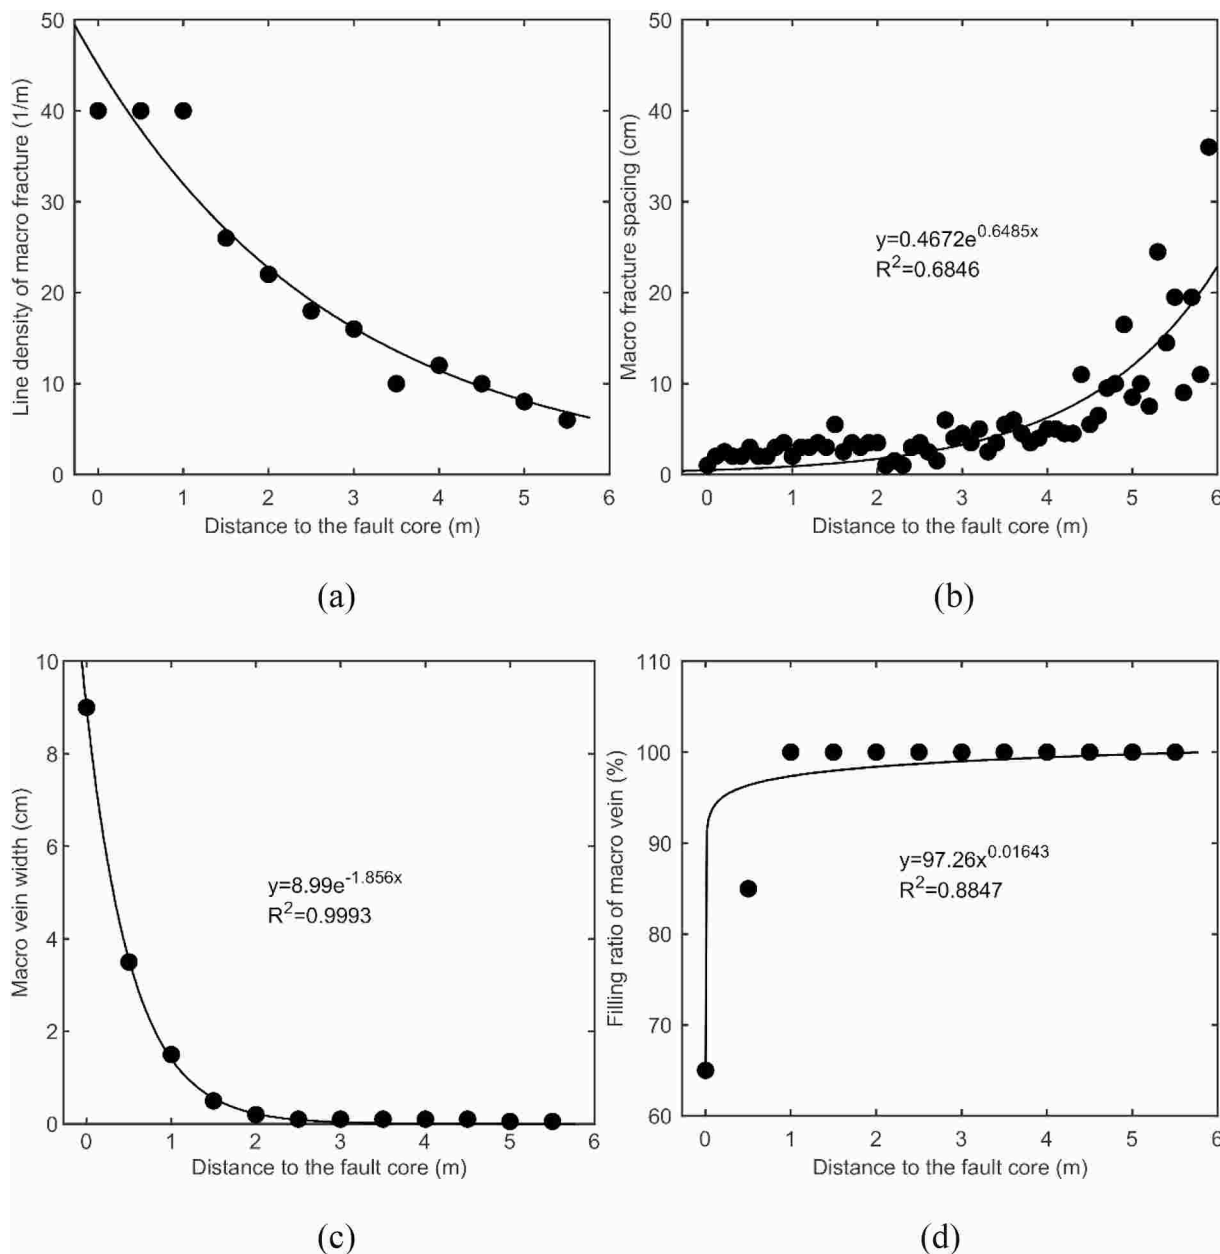 50
40
30
20
10
0
Line density of macro fracture (1/m)
0 1 2 3 4 5 6
Distance to the fault core (m)
(a)
50
40
30
20
10
0
Macro fracture spacing (cm)
y=0.4672e^0.6485x
R^2=0.6846
0 1 2 3 4 5 6
Distance to the fault core (m)
(b)
10
8
6
4
2
0
Macro vein width (cm)
y=8.99e^-1.856x
R^2=0.9993
0 1 2 3 4 5 6
Distance to the fault core (m)
(c)
110
100
90
80
70
60
Filling ratio of macro vein (%)
y=97.26x^0.01643
R^2=0.8847
0 1 2 3 4 5 6
Distance to the fault core (m)
(d)